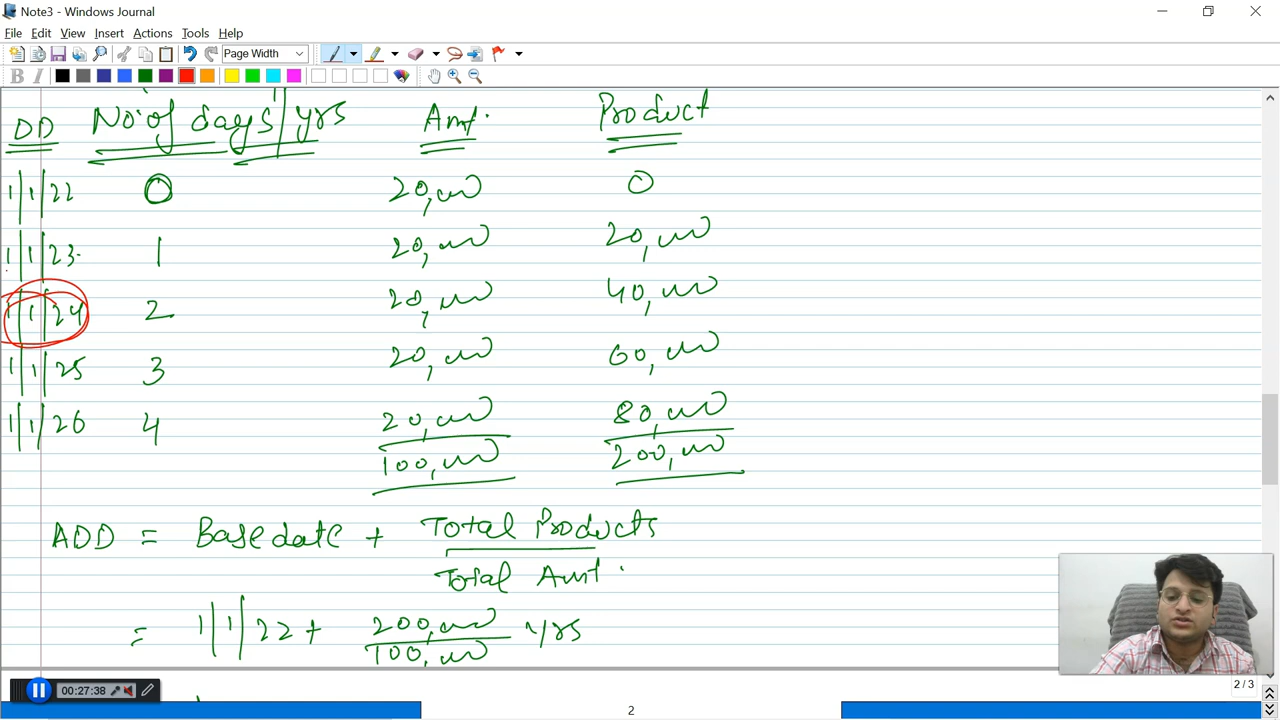 Note3 - Windows Journal
File Edit View Insert Actions Tools Help
Page Width
B I
DD No. of days/yrs Amt. Product
1/1/22 0 20,000 0
1/1/23 1 20,000 20,000
1/1/24 2 20,000 40,000
1/1/25 3 20,000 60,000
1/1/26 4 20,000 80,000
100,000 200,000
ADD = Base date + Total Products
Total Amt.
= 1/1/22 + 200,000 yrs
100,000
00:27:38
2 / 3
2